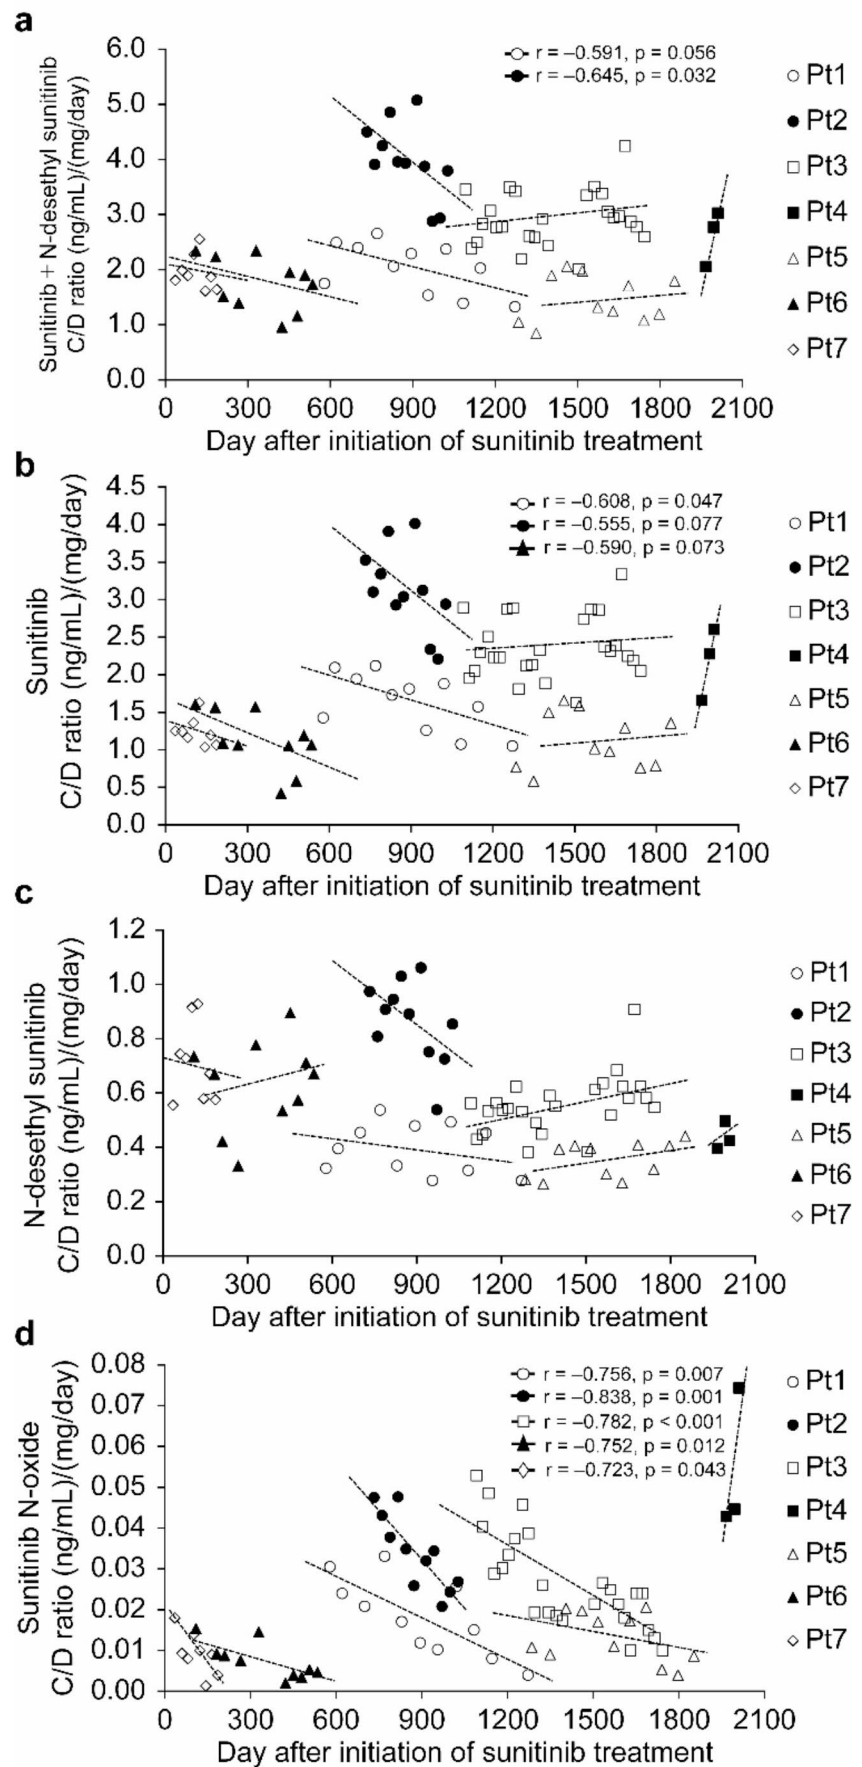 a
Sunitinib + N-desethyl sunitinib
C/D ratio (ng/mL)/(mg/day)
6.0
5.0
4.0
3.0
2.0
1.0
0.0
r = –0.591, p = 0.056
r = –0.645, p = 0.032
Pt1
Pt2
Pt3
Pt4
Pt5
Pt6
Pt7
0 300 600 900 1200 1500 1800 2100
Day after initiation of sunitinib treatment
b
Sunitinib
C/D ratio (ng/mL)/(mg/day)
4.5
4.0
3.5
3.0
2.5
2.0
1.5
1.0
0.5
0.0
r = –0.608, p = 0.047
r = –0.555, p = 0.077
r = –0.590, p = 0.073
Pt1
Pt2
Pt3
Pt4
Pt5
Pt6
Pt7
0 300 600 900 1200 1500 1800 2100
Day after initiation of sunitinib treatment
c
N-desethyl sunitinib
C/D ratio (ng/mL)/(mg/day)
1.2
1.0
0.8
0.6
0.4
0.2
0.0
Pt1
Pt2
Pt3
Pt4
Pt5
Pt6
Pt7
0 300 600 900 1200 1500 1800 2100
Day after initiation of sunitinib treatment
d
Sunitinib N-oxide
C/D ratio (ng/mL)/(mg/day)
0.08
0.07
0.06
0.05
0.04
0.03
0.02
0.01
0.00
r = –0.756, p = 0.007
r = –0.838, p = 0.001
r = –0.782, p < 0.001
r = –0.752, p = 0.012
r = –0.723, p = 0.043
Pt1
Pt2
Pt3
Pt4
Pt5
Pt6
Pt7
0 300 600 900 1200 1500 1800 2100
Day after initiation of sunitinib treatment